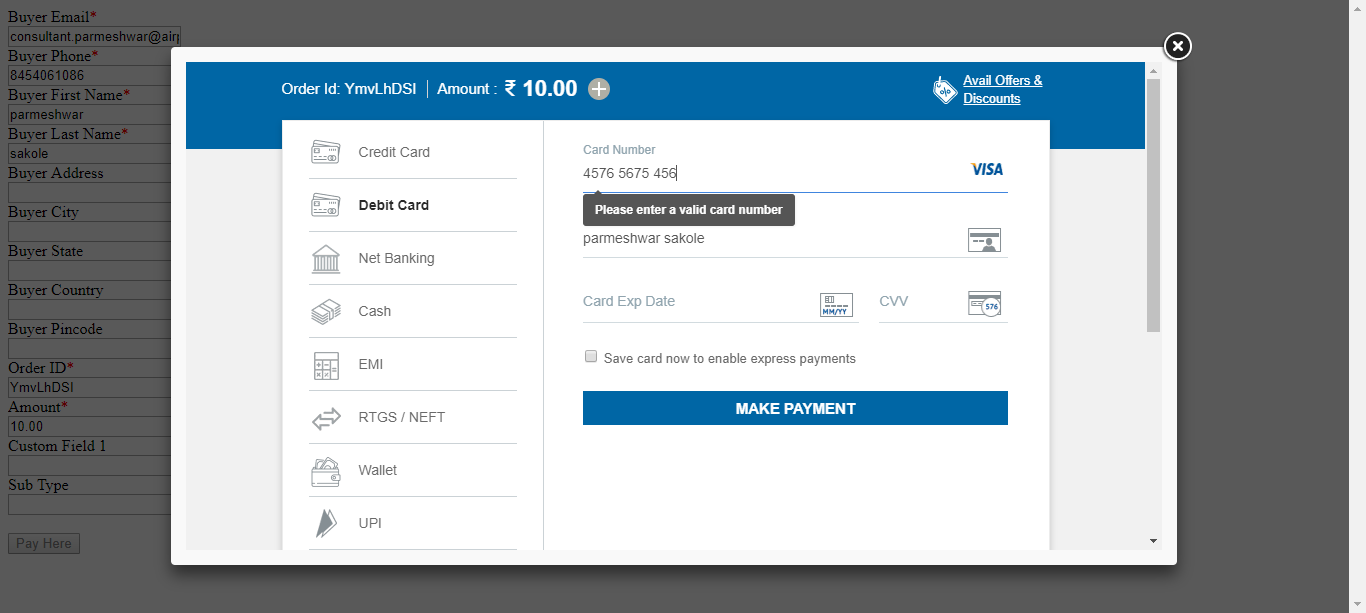 Buyer Email*
consultant.parmeshwar@air
Buyer Phone*
8454061086
Buyer First Name*
parmeshwar
Buyer Last Name*
sakole
Buyer Address
Buyer City
Buyer State
Buyer Country
Buyer Pincode
Order ID*
YmvLhDSI
Amount*
10.00
Custom Field 1
Sub Type
Pay Here
Order Id: YmvLhDSI Amount : ₹ 10.00
Avail Offers &
Discounts
Credit Card
Debit Card
Net Banking
Cash
EMI
RTGS / NEFT
Wallet
UPI
Card Number
4576 5675 456
VISA
Please enter a valid card number
parmeshwar sakole
Card Exp Date
MM/YY
CVV
576
Save card now to enable express payments
MAKE PAYMENT